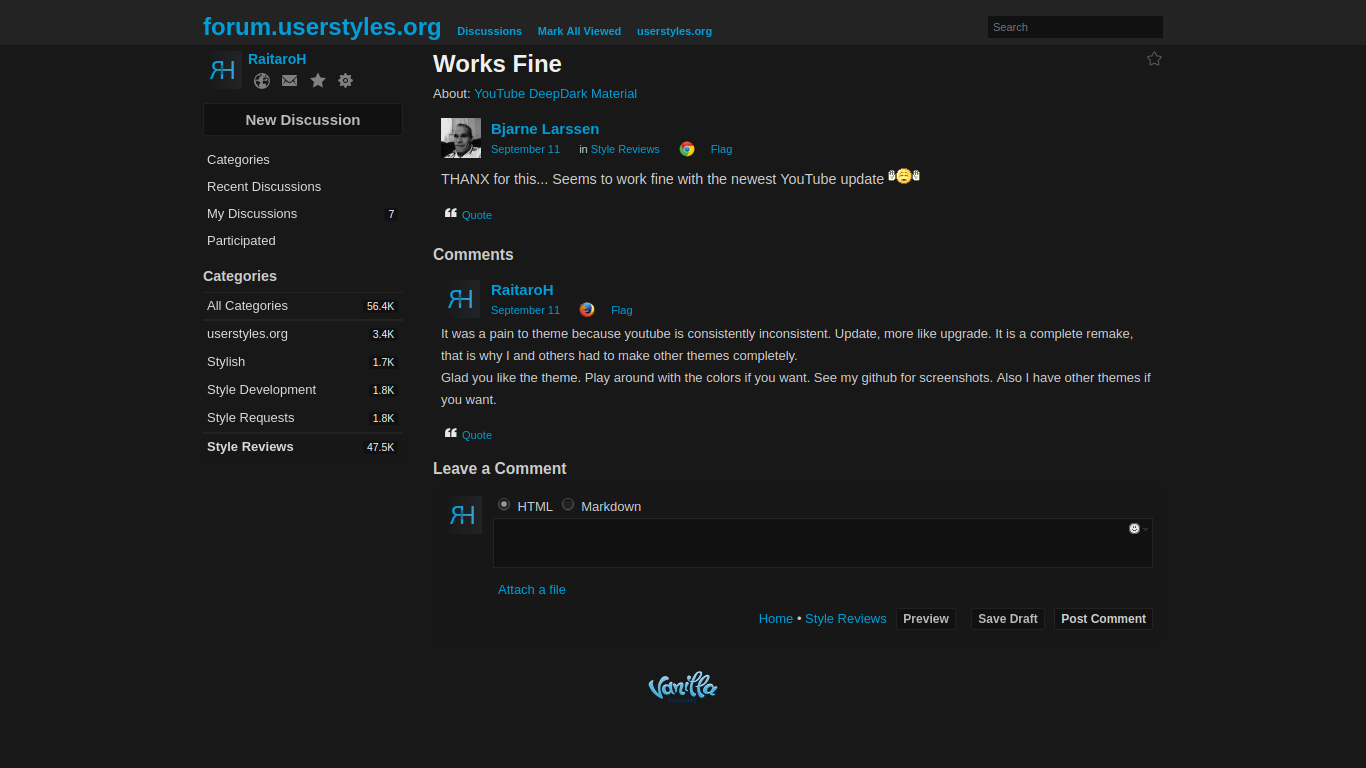 forum.userstyles.org Discussions Mark All Viewed userstyles.org Search
RaitaroH
New Discussion
Categories
Recent Discussions
My Discussions 7
Participated
Categories
All Categories 56.4K
userstyles.org 3.4K
Stylish 1.7K
Style Development 1.8K
Style Requests 1.8K
Style Reviews 47.5K
Works Fine
About: YouTube DeepDark Material
Bjarne Larssen
September 11 in Style Reviews Flag
THANX for this... Seems to work fine with the newest YouTube update
Quote
Comments
RaitaroH
September 11 Flag
It was a pain to theme because youtube is consistently inconsistent. Update, more like upgrade. It is a complete remake,
that is why I and others had to make other themes completely.
Glad you like the theme. Play around with the colors if you want. See my github for screenshots. Also I have other themes if
you want.
Quote
Leave a Comment
HTML Markdown
Attach a file
Home • Style Reviews Preview Save Draft Post Comment
Vanilla